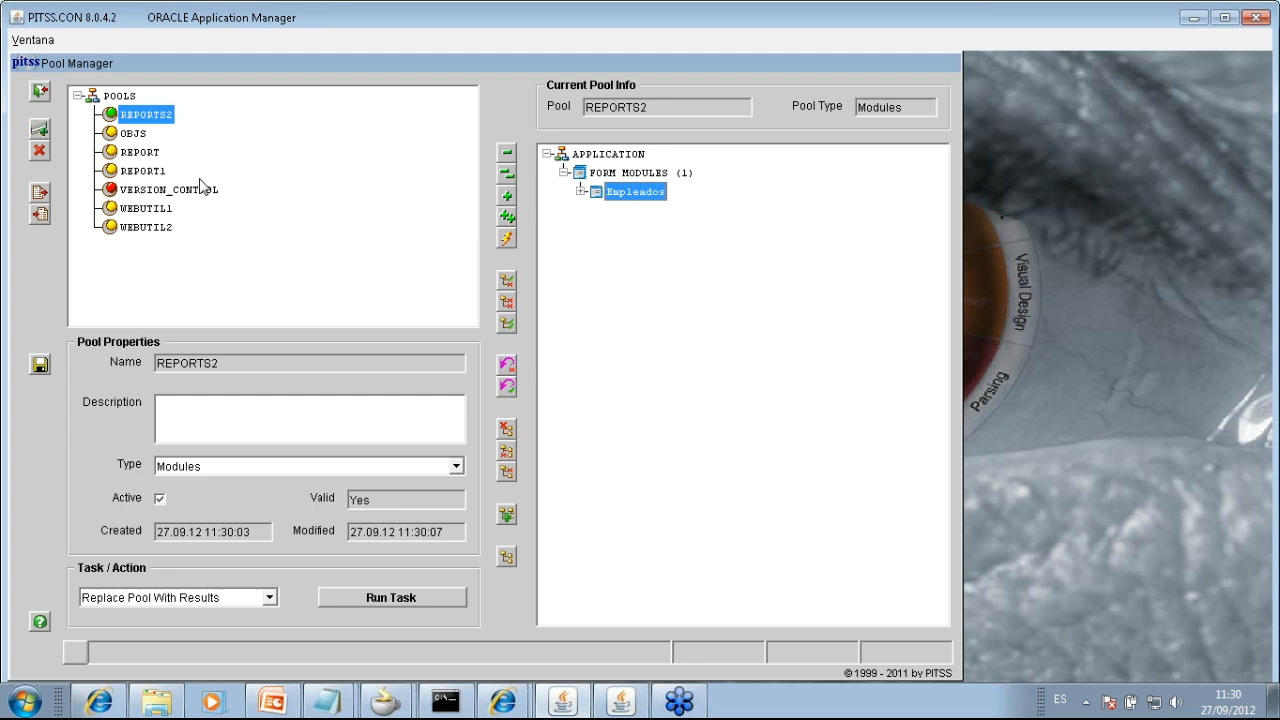 PITSS.CON 8.0.4.2 ORACLE Application Manager
Ventana
pitss Pool Manager
POOLS
REPORTS2
OBJS
REPORT
REPORT1
VERSION_CONTROL
WEBUTIL1
WEBUTIL2
Pool Properties
Name REPORTS2
Description
Type Modules
Active
Valid Yes
Created 27.09.12 11:30:03
Modified 27.09.12 11:30:07
Task / Action
Replace Pool With Results
Run Task
Current Pool Info
Pool REPORTS2
Pool Type Modules
APPLICATION
FORM MODULES (1)
Empleados
© 1999 - 2011 by PITSS
Visual Design
Parsing
ES
11:30
27/09/2012